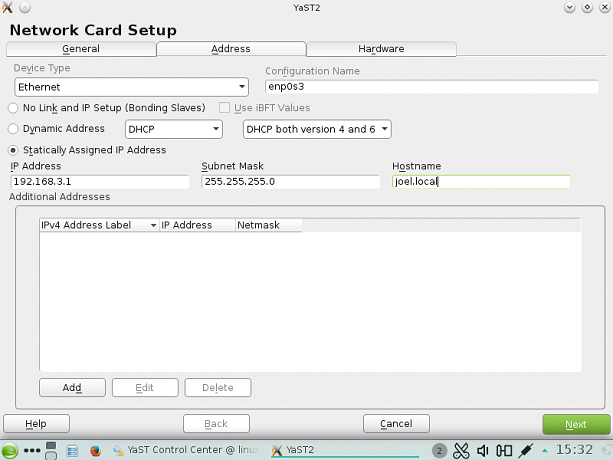 YaST2
Network Card Setup
General Address Hardware
Device Type Configuration Name
Ethernet enp0s3
No Link and IP Setup (Bonding Slaves) Use iBFT Values
Dynamic Address DHCP DHCP both version 4 and 6
Statically Assigned IP Address
IP Address Subnet Mask Hostname
192.168.3.1 255.255.255.0 joel.local
Additional Addresses
IPv4 Address Label IP Address Netmask
Add Edit Delete
Help Back Cancel Next
YaST Control Center @ linux YaST2 2 15:32